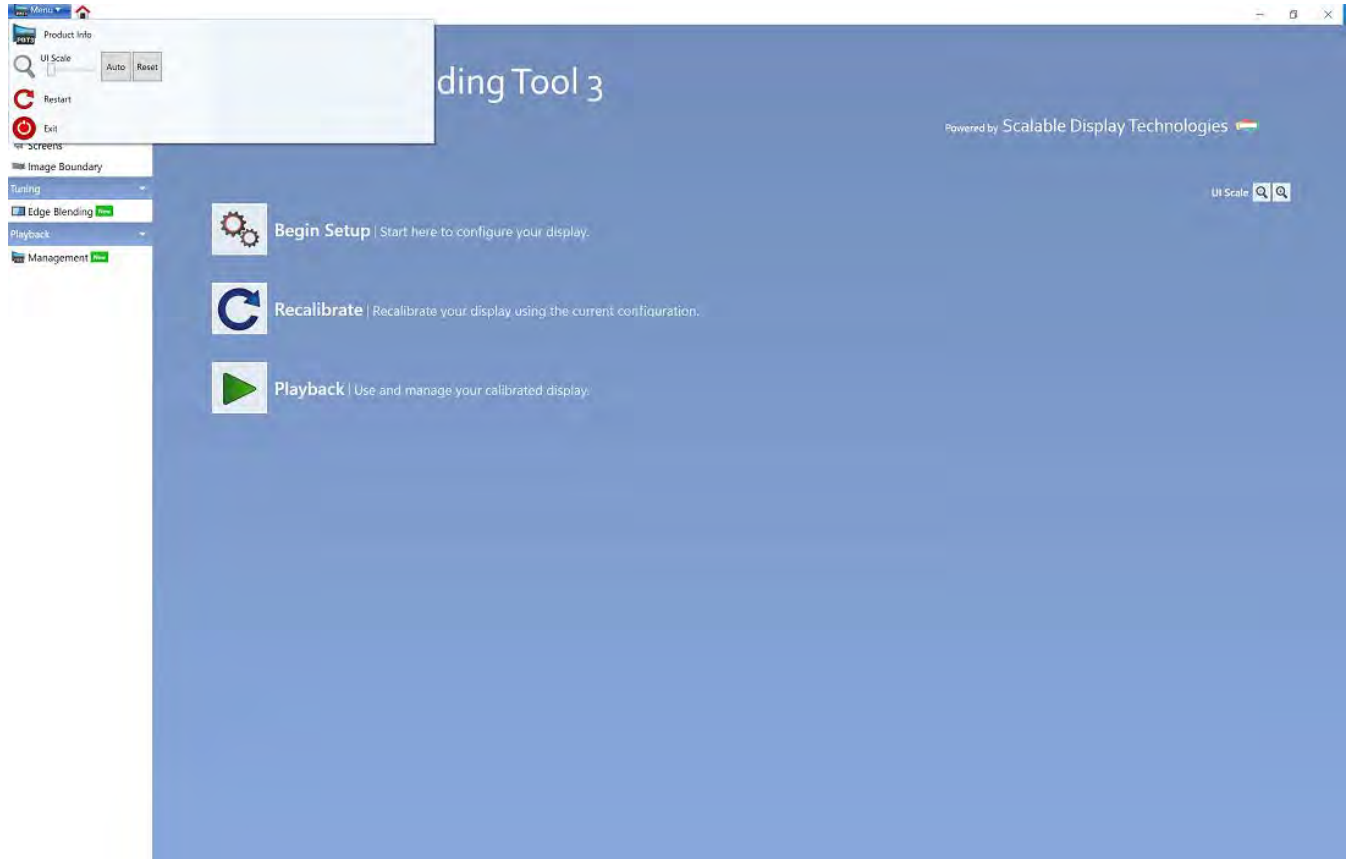 Menu
PBT3
Product Info
UI Scale
Auto
Reset
Restart
Exit
ding Tool 3
Powered by Scalable Display Technologies
Screens
Image Boundary
Tuning
Edge Blending New
Playback
Management New
UI Scale
Begin Setup | Start here to configure your display.
Recalibrate | Recalibrate your display using the current configuration.
Playback | Use and manage your calibrated display.